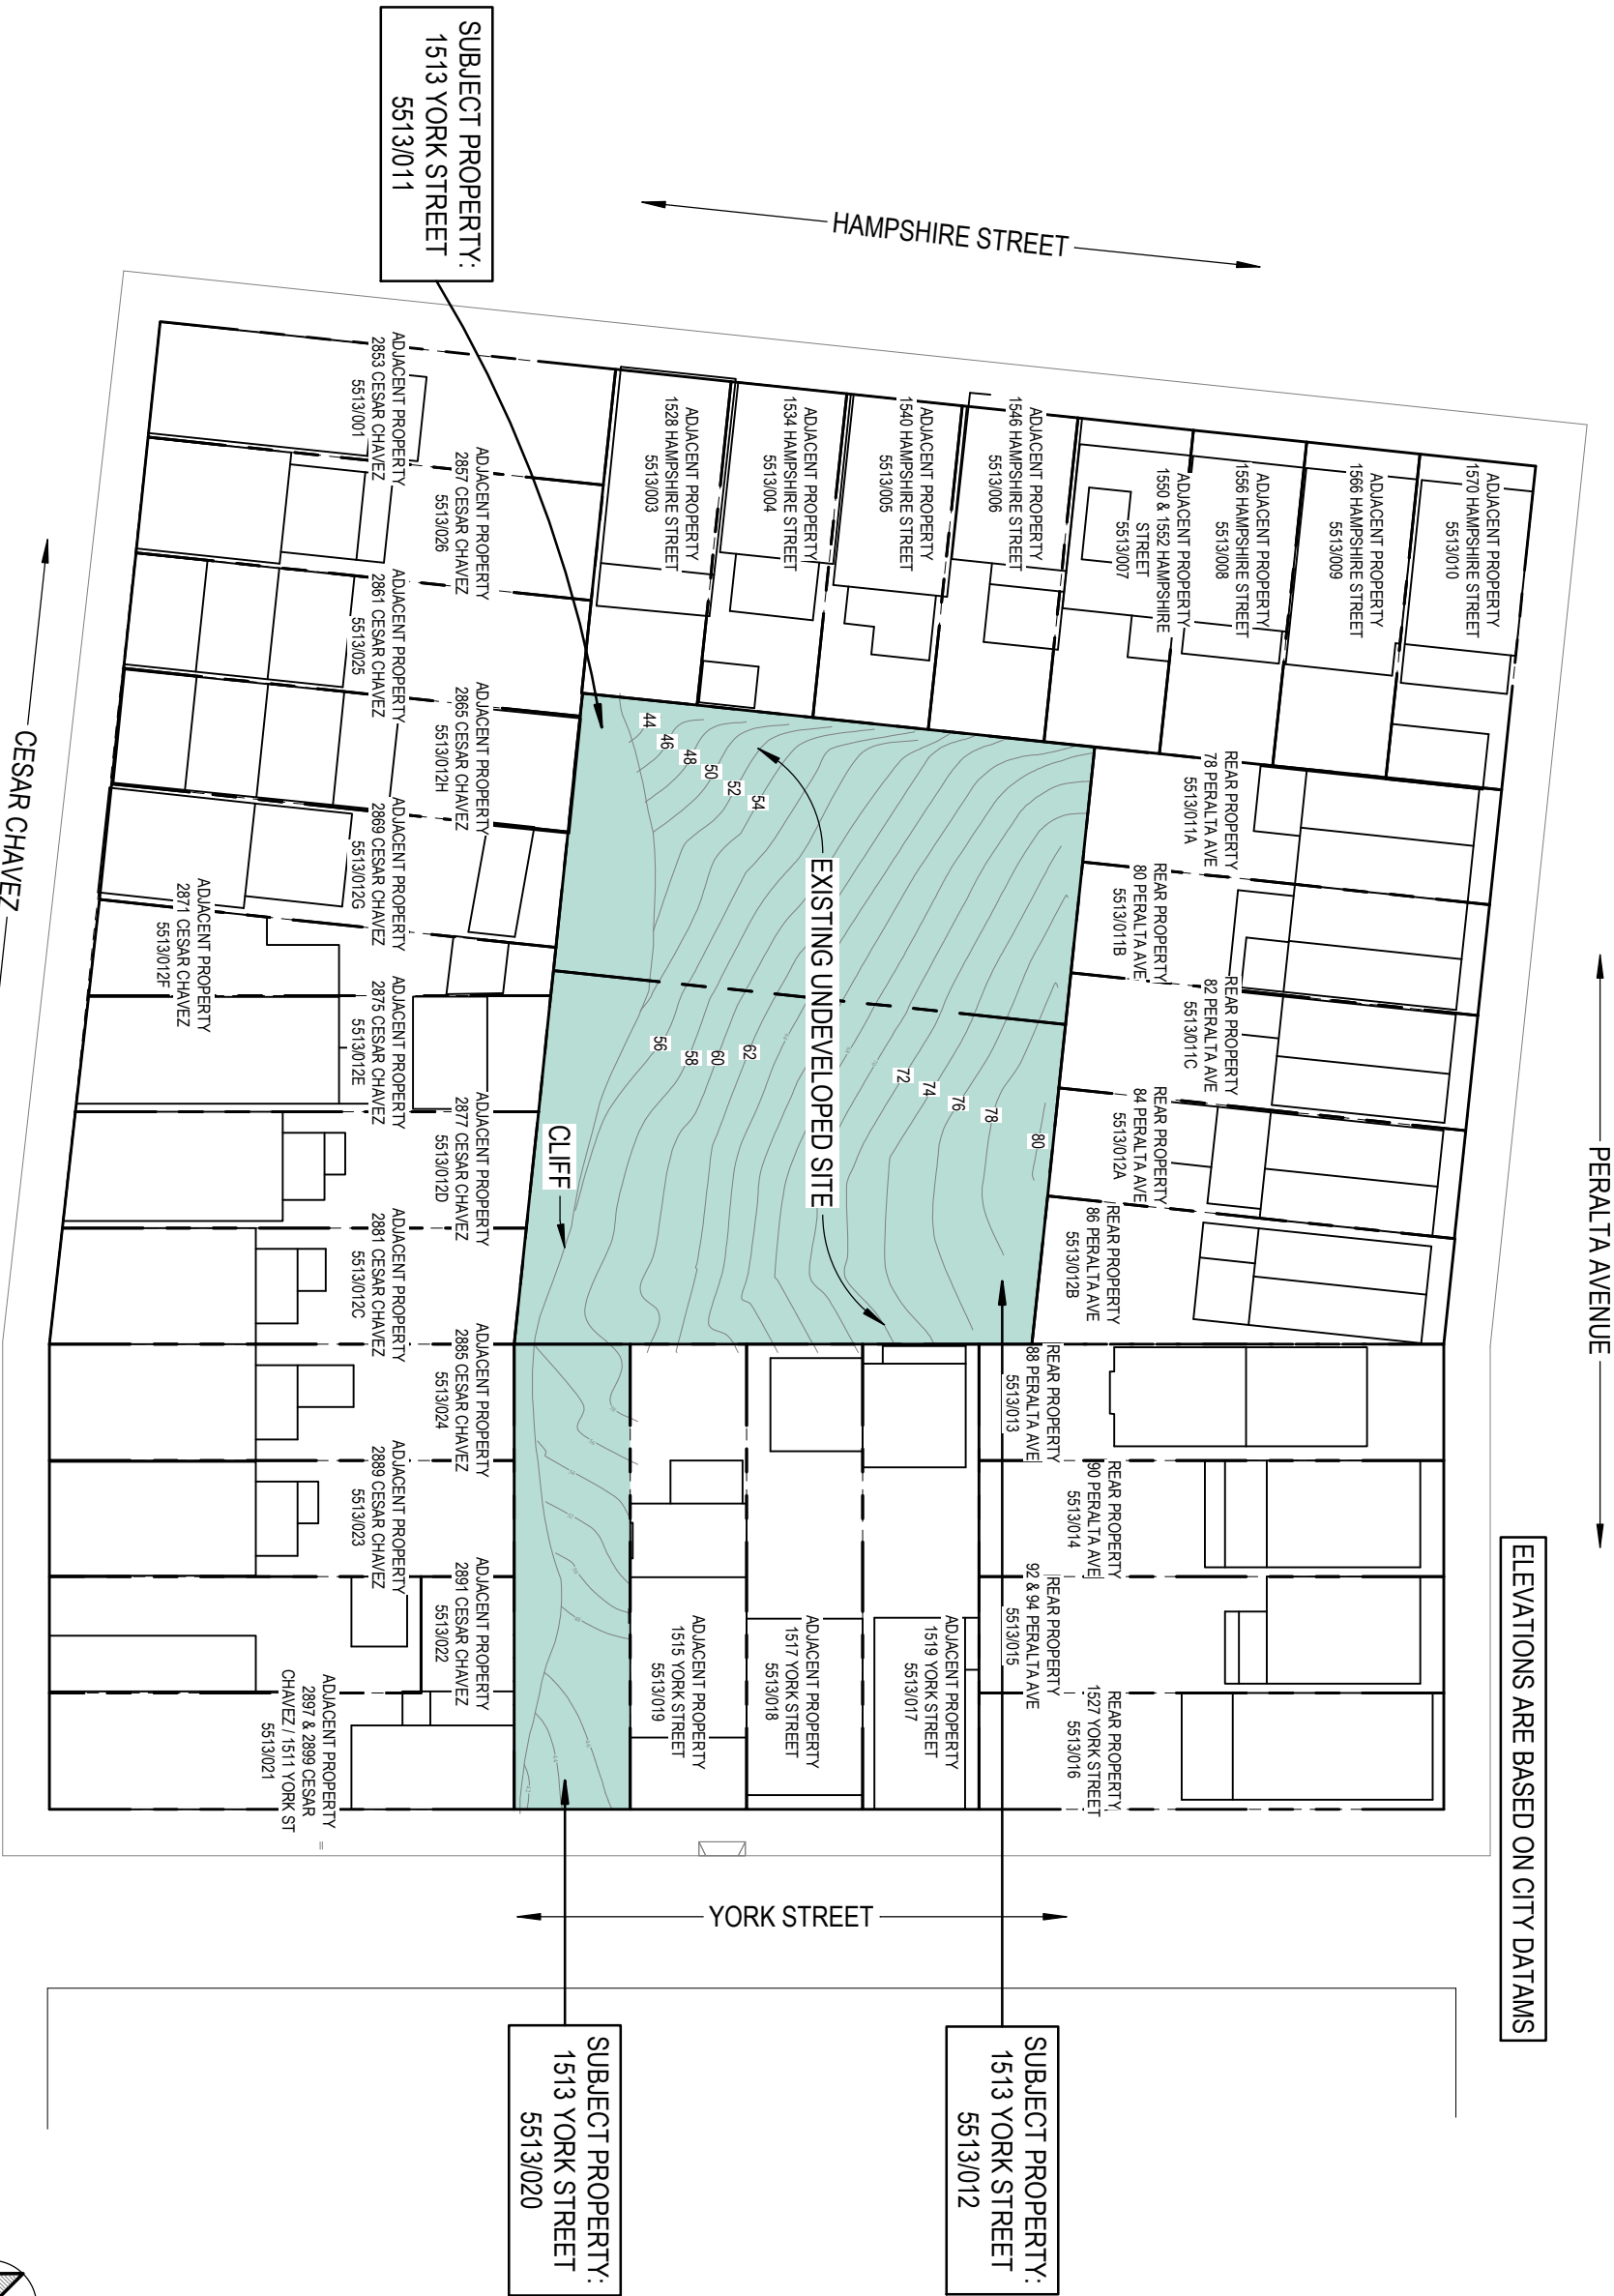 PERALTA AVENUE
ELEVATIONS ARE BASED ON CITY DATAMS
HAMPSHIRE STREET
YORK STREET
CESAR CHAVEZ
SUBJECT PROPERTY:
1513 YORK STREET
5513/011
SUBJECT PROPERTY:
1513 YORK STREET
5513/012
SUBJECT PROPERTY:
1513 YORK STREET
5513/020
ADJACENT PROPERTY
1570 HAMPSHIRE STREET
5513/010
ADJACENT PROPERTY
1566 HAMPSHIRE STREET
5513/009
ADJACENT PROPERTY
1556 HAMPSHIRE STREET
5513/008
ADJACENT PROPERTY
1550 & 1552 HAMPSHIRE
STREET
5513/007
ADJACENT PROPERTY
1546 HAMPSHIRE STREET
5513/006
ADJACENT PROPERTY
1540 HAMPSHIRE STREET
5513/005
ADJACENT PROPERTY
1534 HAMPSHIRE STREET
5513/004
ADJACENT PROPERTY
1528 HAMPSHIRE STREET
5513/003
REAR PROPERTY
78 PERALTA AVE
5513/011A
REAR PROPERTY
80 PERALTA AVE
5513/011B
REAR PROPERTY
82 PERALTA AVE
5513/011C
REAR PROPERTY
84 PERALTA AVE
5513/012A
REAR PROPERTY
86 PERALTA AVE
5513/012B
REAR PROPERTY
88 PERALTA AVE
5513/013
REAR PROPERTY
90 PERALTA AVE
5513/014
REAR PROPERTY
92 & 94 PERALTA AVE
5513/015
REAR PROPERTY
1527 YORK STREET
5513/016
ADJACENT PROPERTY
1519 YORK STREET
5513/017
ADJACENT PROPERTY
1517 YORK STREET
5513/018
ADJACENT PROPERTY
1515 YORK STREET
5513/019
EXISTING UNDEVELOPED SITE
CLIFF
44
46
48
50
52
54
56
58
60
62
72
74
76
78
80
ADJACENT PROPERTY
2853 CESAR CHAVEZ
5513/001
ADJACENT PROPERTY
2857 CESAR CHAVEZ
5513/026
ADJACENT PROPERTY
2861 CESAR CHAVEZ
5513/025
ADJACENT PROPERTY
2865 CESAR CHAVEZ
5513/012H
ADJACENT PROPERTY
2869 CESAR CHAVEZ
5513/012G
ADJACENT PROPERTY
2871 CESAR CHAVEZ
5513/012F
ADJACENT PROPERTY
2875 CESAR CHAVEZ
5513/012E
ADJACENT PROPERTY
2877 CESAR CHAVEZ
5513/012D
ADJACENT PROPERTY
2881 CESAR CHAVEZ
5513/012C
ADJACENT PROPERTY
2885 CESAR CHAVEZ
5513/024
ADJACENT PROPERTY
2889 CESAR CHAVEZ
5513/023
ADJACENT PROPERTY
2891 CESAR CHAVEZ
5513/022
ADJACENT PROPERTY
2897 & 2899 CESAR
CHAVEZ / 1511 YORK ST
5513/021